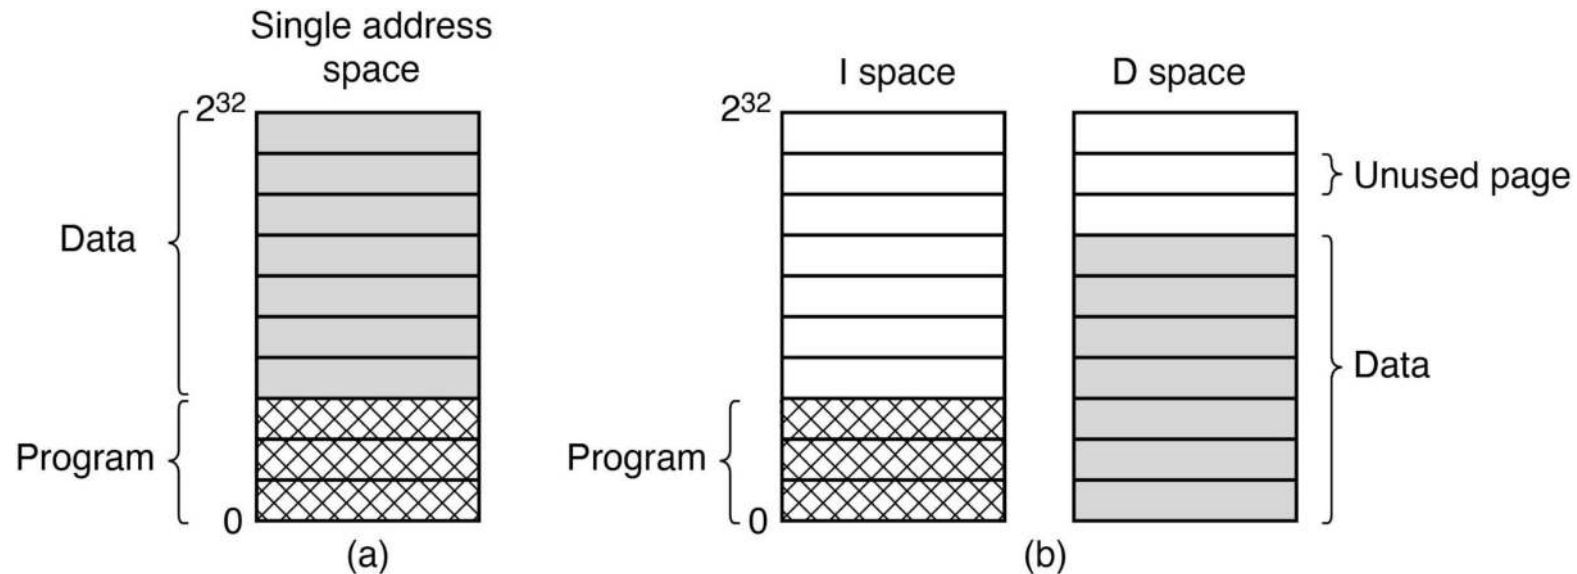 Single address
space
2³²
Data
Program
0
(a)
I space
D space
2³²
Unused page
Data
Program
0
(b)